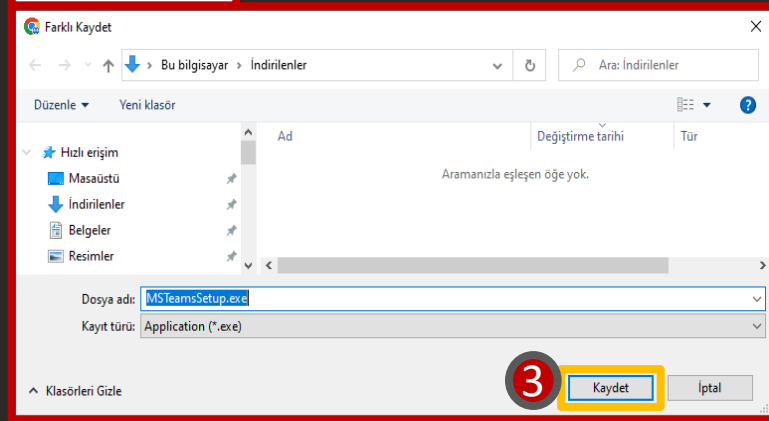 Farklı Kaydet
Bu bilgisayar › İndirilenler
Ara: İndirilenler
Düzenle Yeni klasör
Ad Değiştirme tarihi Tür
Hızlı erişim
Aramanızla eşleşen öğe yok.
Masaüstü
İndirilenler
Belgeler
Resimler
Dosya adı: MSTeamsSetup.exe
Kayıt türü: Application (*.exe)
Klasörleri Gizle
3
Kaydet
İptal